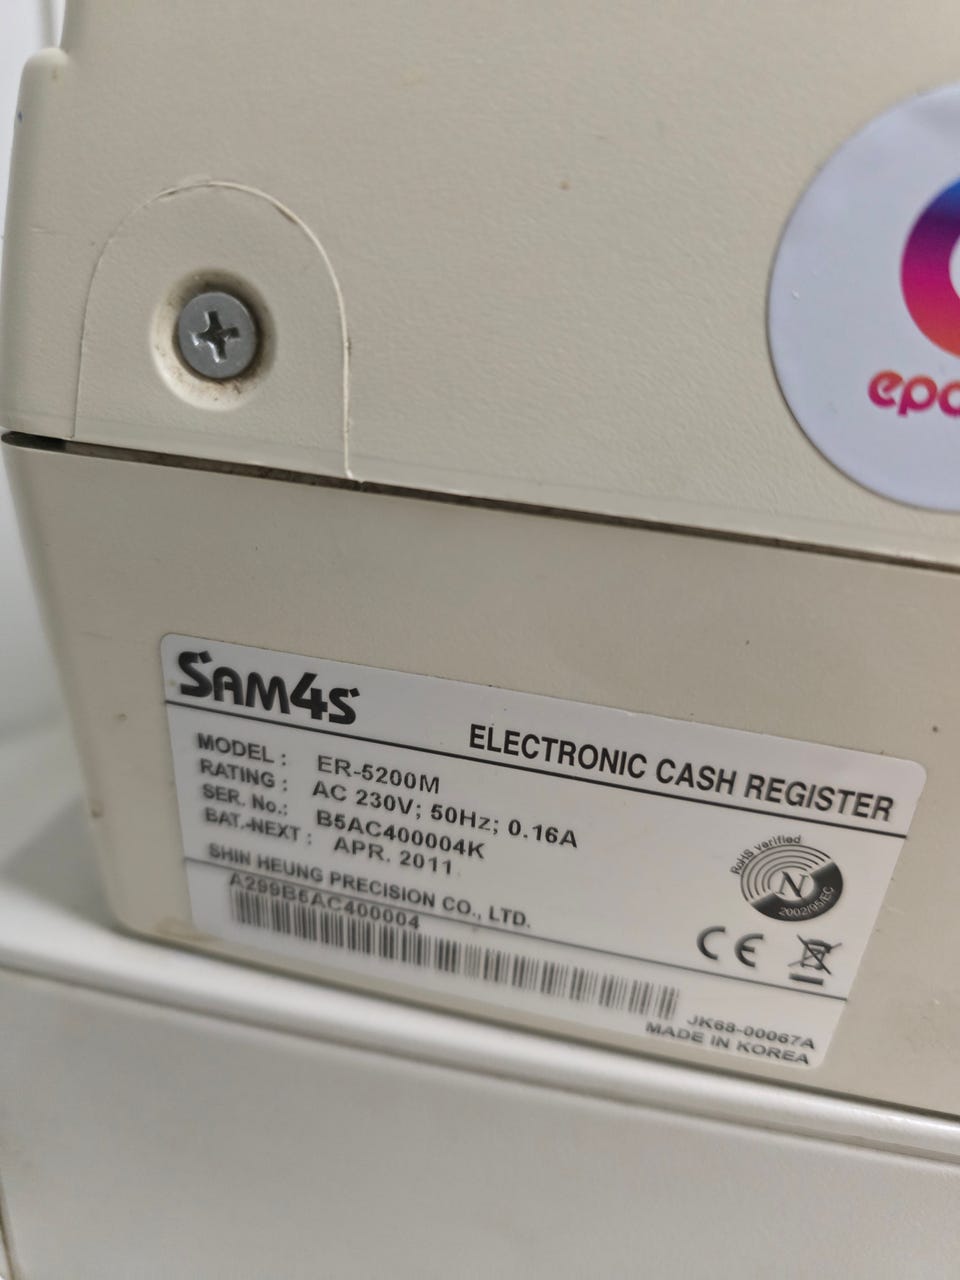 epo
SAM4S
ELECTRONIC CASH REGISTER
MODEL : ER-5200M
RATING : AC 230V; 50Hz; 0.16A
SER. No.: B5AC400004K
BAT.-NEXT : APR. 2011
SHIN HEUNG PRECISION CO., LTD.
A299B5AC400004
RoHS verified
N
2002/95/EC
CE
JK68-00067A
MADE IN KOREA